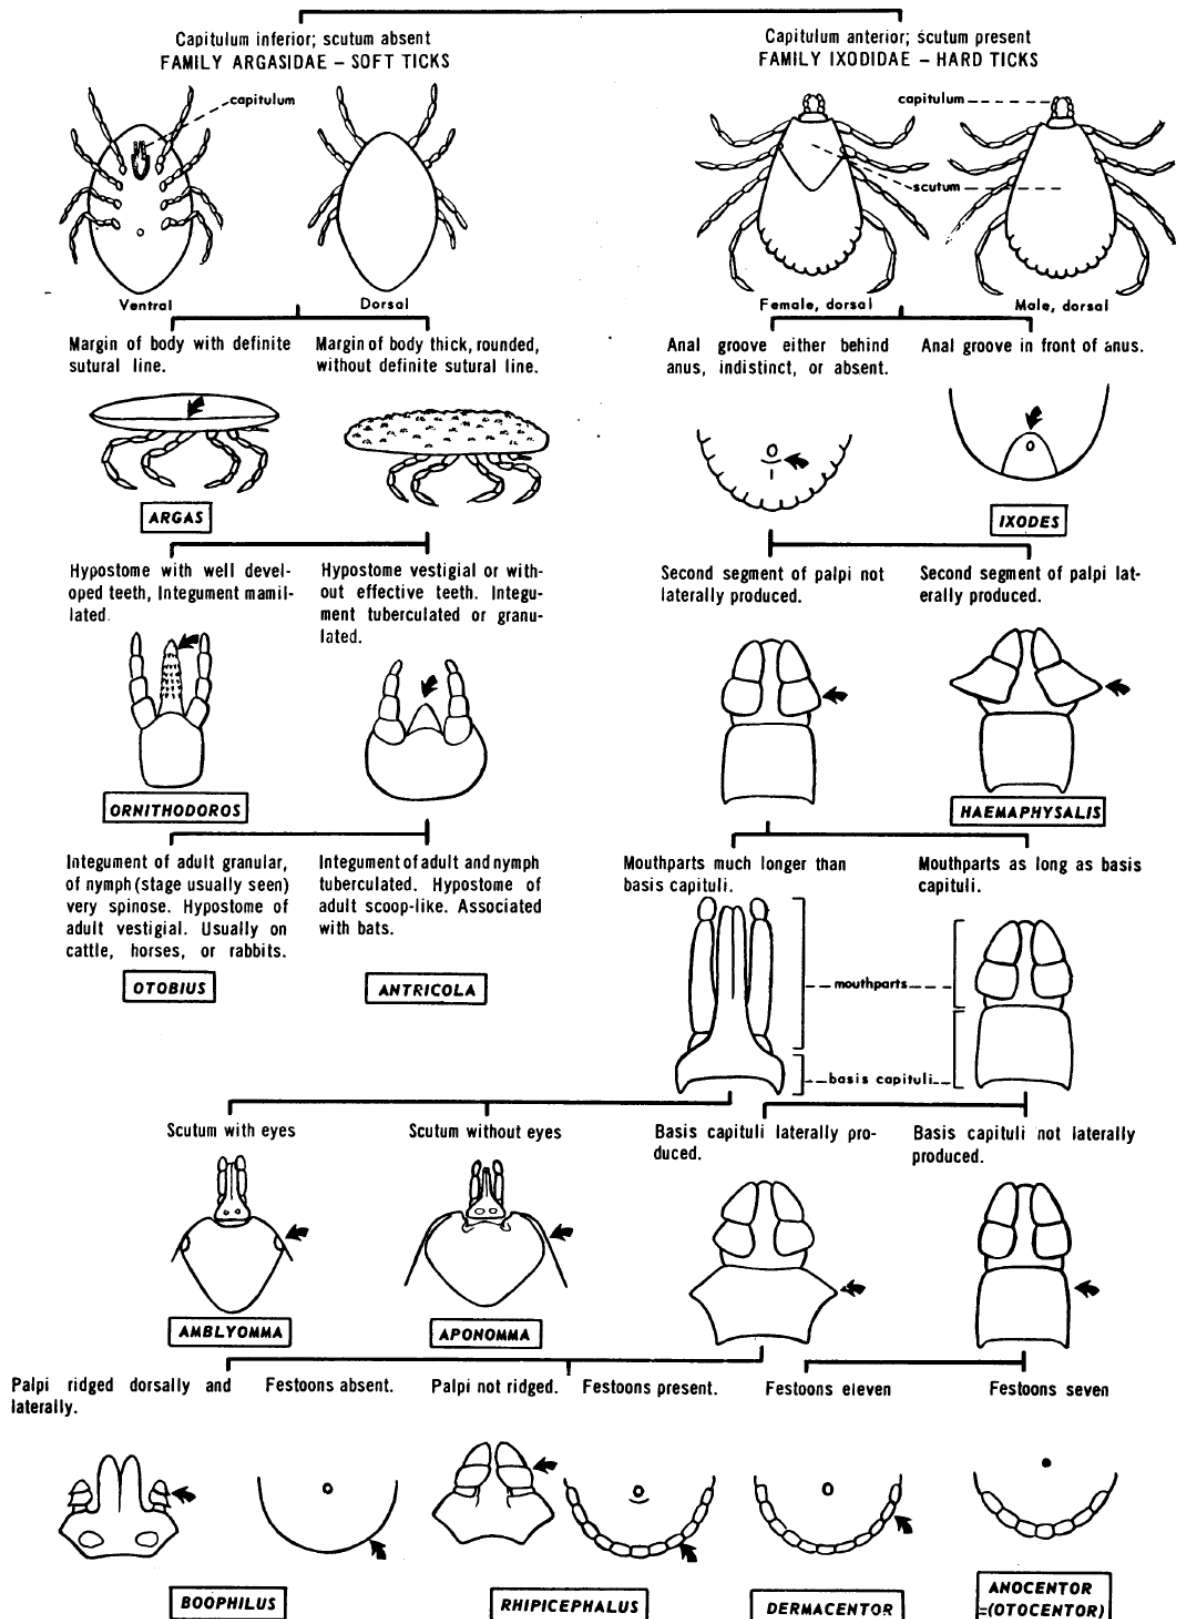 Capitulum inferior; scutum absent
FAMILY ARGASIDAE – SOFT TICKS
Capitulum anterior; scutum present
FAMILY IXODIDAE – HARD TICKS
capitulum
capitulum
scutum
Ventral
Dorsal
Female, dorsal
Male, dorsal
Margin of body with definite
sutural line.
Margin of body thick, rounded,
without definite sutural line.
Anal groove either behind
anus, indistinct, or absent.
Anal groove in front of anus.
ARGAS
IXODES
Hypostome with well devel-
oped teeth, Integument mamil-
lated.
Hypostome vestigial or with-
out effective teeth. Integu-
ment tuberculated or granu-
lated.
Second segment of palpi not
laterally produced.
Second segment of palpi lat-
erally produced.
ORNITHODOROS
HAEMAPHYSALIS
Integument of adult granular,
of nymph (stage usually seen)
very spinose. Hypostome of
adult vestigial. Usually on
cattle, horses, or rabbits.
Integument of adult and nymph
tuberculated. Hypostome of
adult scoop-like. Associated
with bats.
Mouthparts much longer than
basis capituli.
Mouthparts as long as basis
capituli.
OTOBIUS
ANTRICOLA
mouthparts
basis capituli
Scutum with eyes
Scutum without eyes
Basis capituli laterally pro-
duced.
Basis capituli not laterally
produced.
AMBLYOMMA
APONOMMA
Palpi ridged dorsally and
laterally.
Festoons absent.
Palpi not ridged.
Festoons present.
Festoons eleven
Festoons seven
BOOPHILUS
RHIPICEPHALUS
DERMACENTOR
ANOCENTOR
=(OTOCENTOR)